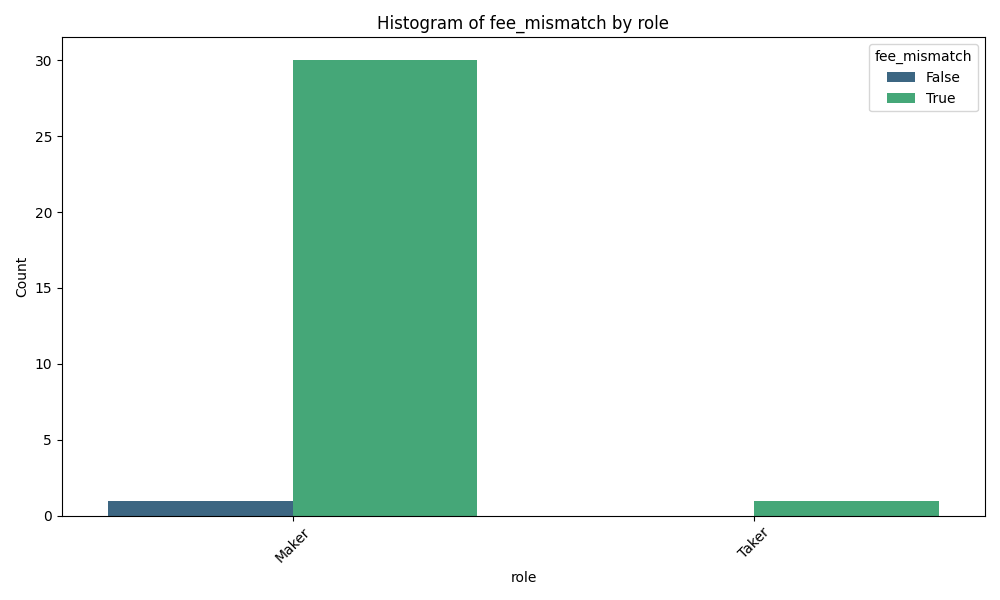 Histogram of fee_mismatch by role
fee_mismatch
False
True
30
25
20
15
10
5
0
Count
Maker
Taker
role